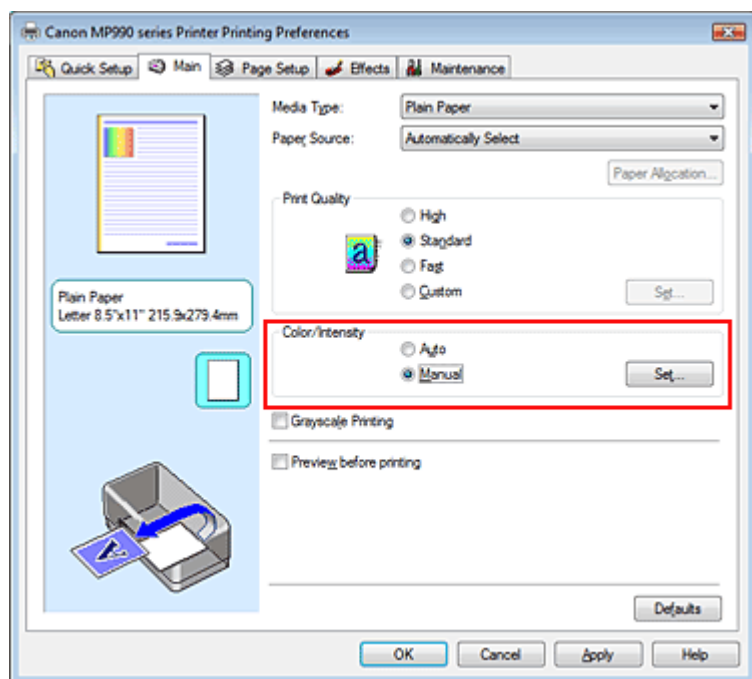 Canon MP990 series Printer Printing Preferences
Quick Setup Main Page Setup Effects Maintenance
Media Type: Plain Paper
Paper Source: Automatically Select
Paper Allocation...
Print Quality
High
Standard
Fast
Custom Set...
Plain Paper
Letter 8.5"x11" 215.9x279.4mm
Color/Intensity
Auto
Manual Set...
Grayscale Printing
Preview before printing
Defaults
OK Cancel Apply Help